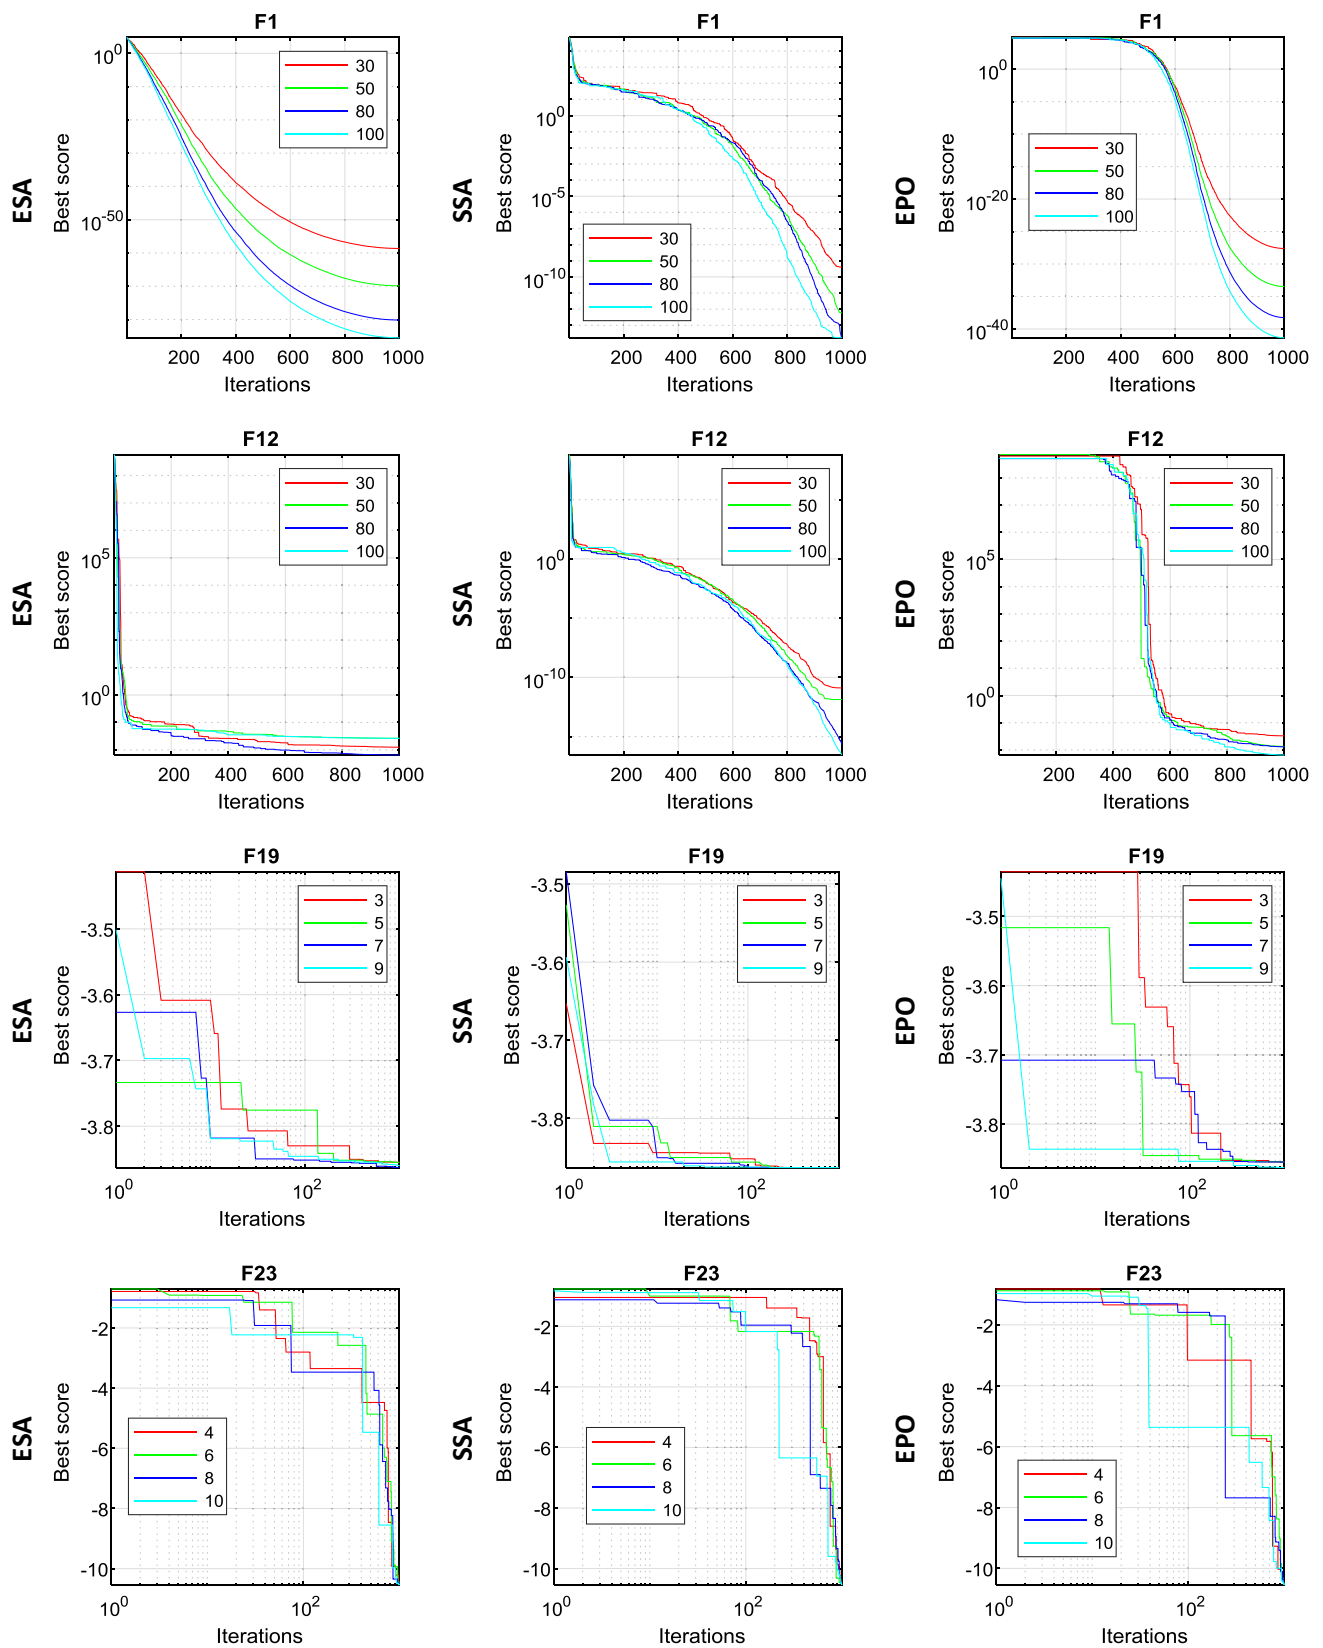 F1
F1
F1
ESA
Best score
10^0
10^-50
30
50
80
100
200 400 600 800 1000
Iterations
SSA
Best score
10^0
10^-5
10^-10
30
50
80
100
200 400 600 800 1000
Iterations
EPO
Best score
10^0
10^-20
10^-40
30
50
80
100
200 400 600 800 1000
Iterations
F12
F12
F12
ESA
Best score
10^5
10^0
30
50
80
100
200 400 600 800 1000
Iterations
SSA
Best score
10^0
10^-10
30
50
80
100
200 400 600 800 1000
Iterations
EPO
Best score
10^5
10^0
30
50
80
100
200 400 600 800 1000
Iterations
F19
F19
F19
ESA
Best score
-3.5
-3.6
-3.7
-3.8
3
5
7
9
10^0 10^2
Iterations
SSA
Best score
-3.5
-3.6
-3.7
-3.8
3
5
7
9
10^0 10^2
Iterations
EPO
Best score
-3.5
-3.6
-3.7
-3.8
3
5
7
9
10^0 10^2
Iterations
F23
F23
F23
ESA
Best score
-2
-4
-6
-8
-10
4
6
8
10
10^0 10^2
Iterations
SSA
Best score
-2
-4
-6
-8
-10
4
6
8
10
10^0 10^2
Iterations
EPO
Best score
-2
-4
-6
-8
-10
4
6
8
10
10^0 10^2
Iterations